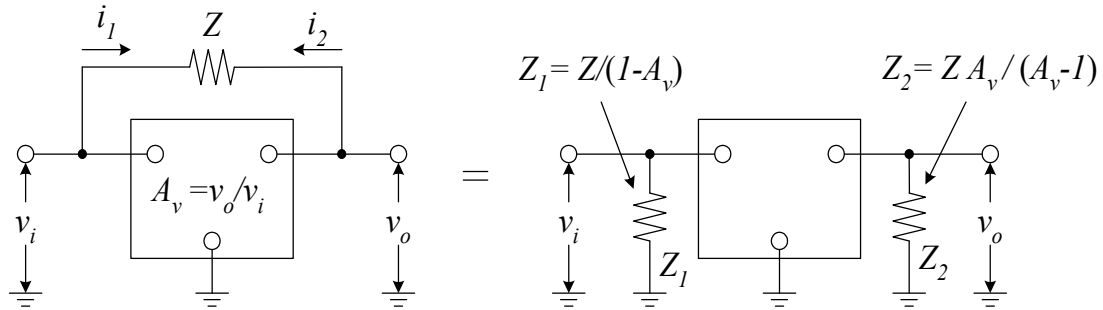 i₁ Z i₂
Z₁= Z/(1-Aᵥ)
Z₂= Z Aᵥ / (Aᵥ-1)
Aᵥ =vₒ/vᵢ
=
vᵢ
vₒ
vᵢ
Z₁
Z₂
vₒ